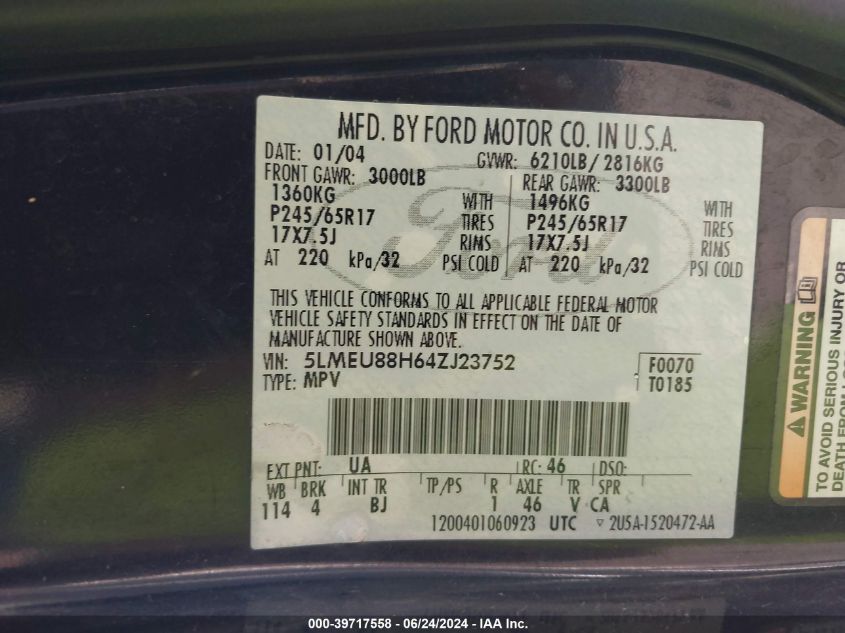 MFD. BY FORD MOTOR CO. IN U.S.A.
DATE: 01/04 GVWR: 6210LB/ 2816KG
FRONT GAWR: 3000LB REAR GAWR: 3300LB
1360KG WITH 1496KG WITH
P245/65R17 TIRES P245/65R17 TIRES
17X7.5J RIMS 17X7.5J RIMS
AT 220 kPa/32 PSI COLD AT 220 kPa/32 PSI COLD
Ford
THIS VEHICLE CONFORMS TO ALL APPLICABLE FEDERAL MOTOR
VEHICLE SAFETY STANDARDS IN EFFECT ON THE DATE OF
MANUFACTURE SHOWN ABOVE.
VIN: 5LMEU88H64ZJ23752 F0070
TYPE: MPV T0185
EXT PNT: UA RC: 46 DSO:
WB BRK INT TR TP/PS R AXLE TR SPR
114 4 BJ 1 46 V CA
1200401060923 UTC ▽ 2U5A-1520472-AA
WARNING
TO AVOID SERIOUS INJURY OR
DEATH FROM
000-39717558 - 06/24/2024 - IAA Inc.